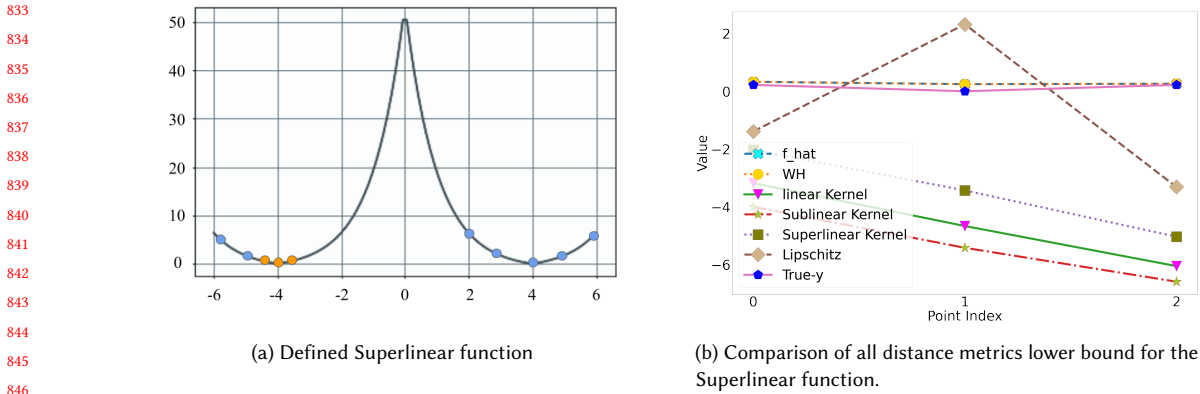 833
834
835
836
837
838
839
840
841
842
843
844
845
846
50
40
30
20
10
0
-6
-4
-2
0
2
4
6
(a) Defined Superlinear function
2
0
−2
−4
−6
Value
f_hat
WH
linear Kernel
Sublinear Kernel
Superlinear Kernel
Lipschitz
True-y
0
1
2
Point Index
(b) Comparison of all distance metrics lower bound for the
Superlinear function.